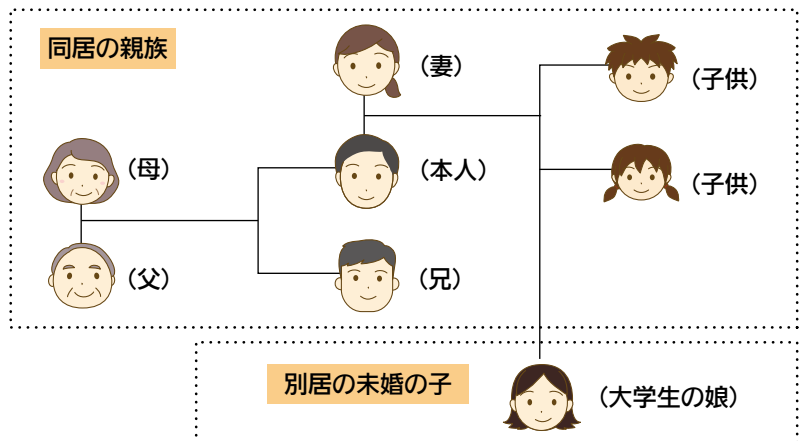 同居の親族
（妻）
（子供）
（母）
（本人）
（子供）
（父）
（兄）
別居の未婚の子
（大学生の娘）